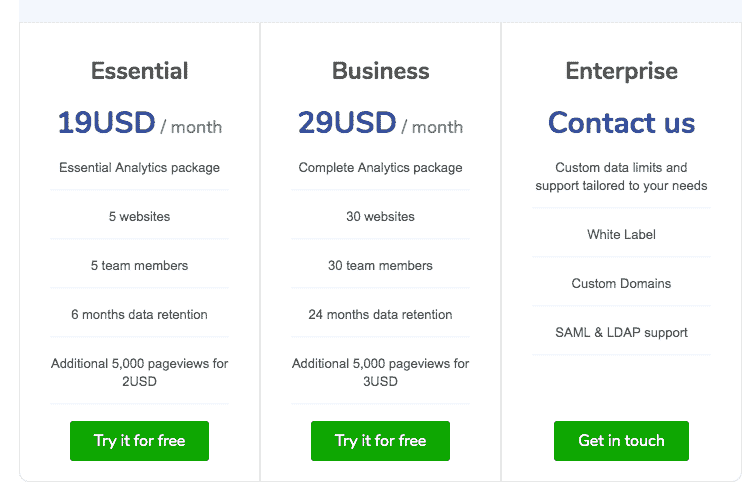 Essential
19USD / month
Essential Analytics package
5 websites
5 team members
6 months data retention
Additional 5,000 pageviews for
2USD
Try it for free
Business
29USD / month
Complete Analytics package
30 websites
30 team members
24 months data retention
Additional 5,000 pageviews for
3USD
Try it for free
Enterprise
Contact us
Custom data limits and
support tailored to your needs
White Label
Custom Domains
SAML & LDAP support
Get in touch